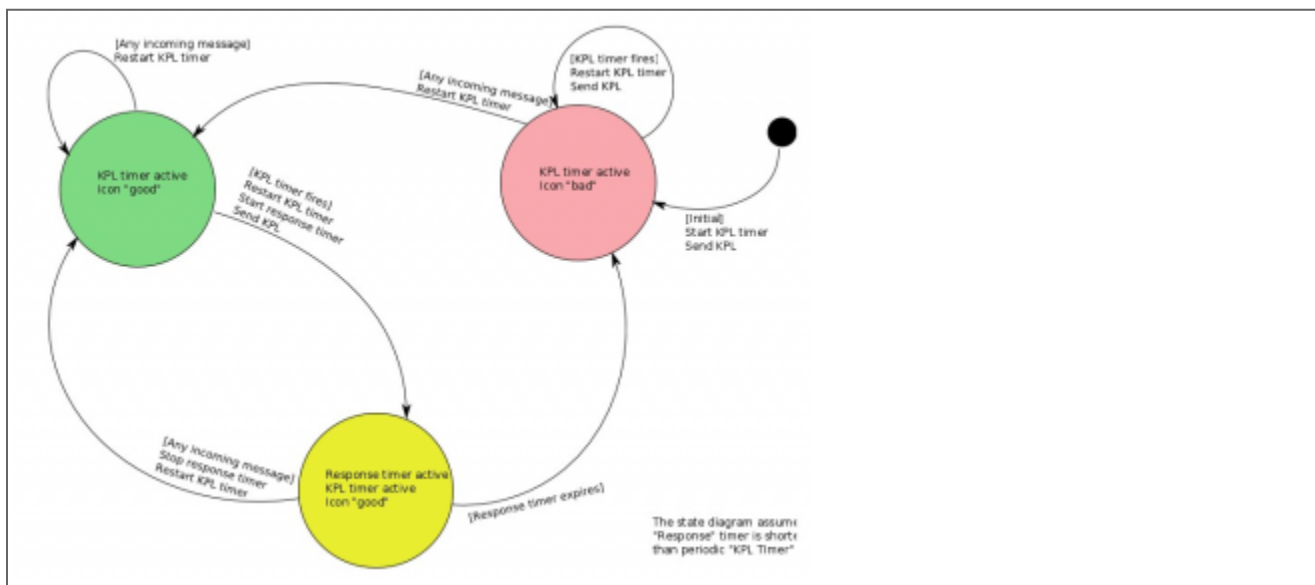 [Any incoming message]
Restart KPL timer
[KPL timer fires]
Restart KPL timer
Send KPL
[Any incoming message]
Restart KPL timer
KPL timer active
Icon "good"
KPL timer active
Icon "bad"
[KPL timer fires]
Restart KPL timer
Start response timer
Send KPL
[Initial]
Start KPL timer
Send KPL
[Any incoming message]
Stop response timer
Restart KPL timer
Response timer active
KPL timer active
Icon "good"
[Response timer expires]
The state diagram assume
"Response" timer is shorte
than periodic "KPL TImer"